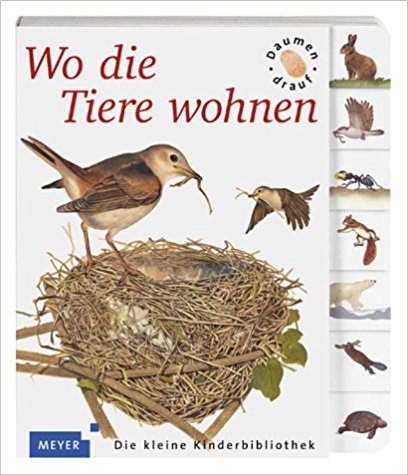 Wo die
Tiere wohnen
• Daumen •
drauf
MEYER
Die kleine Kinderbibliothek